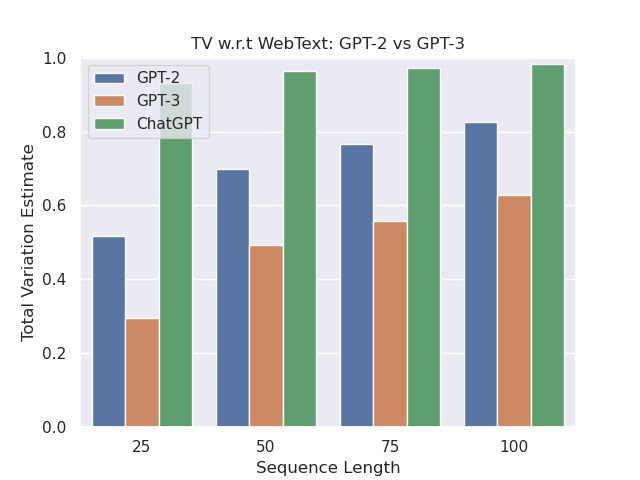 TV w.r.t WebText: GPT-2 vs GPT-3
GPT-2
GPT-3
ChatGPT
Total Variation Estimate
1.0
0.8
0.6
0.4
0.2
0.0
25 50 75 100
Sequence Length